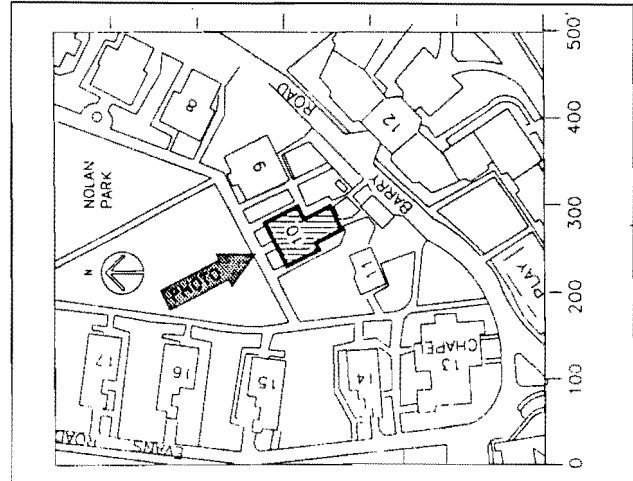 500'
400
300
200
100
0
NOLAN
PARK
N
PHOTO
8
9
10
11
12
BARRY
ROAD
PLAY
13
CHAPEL
14
15
16
17
EVANS
ROAD